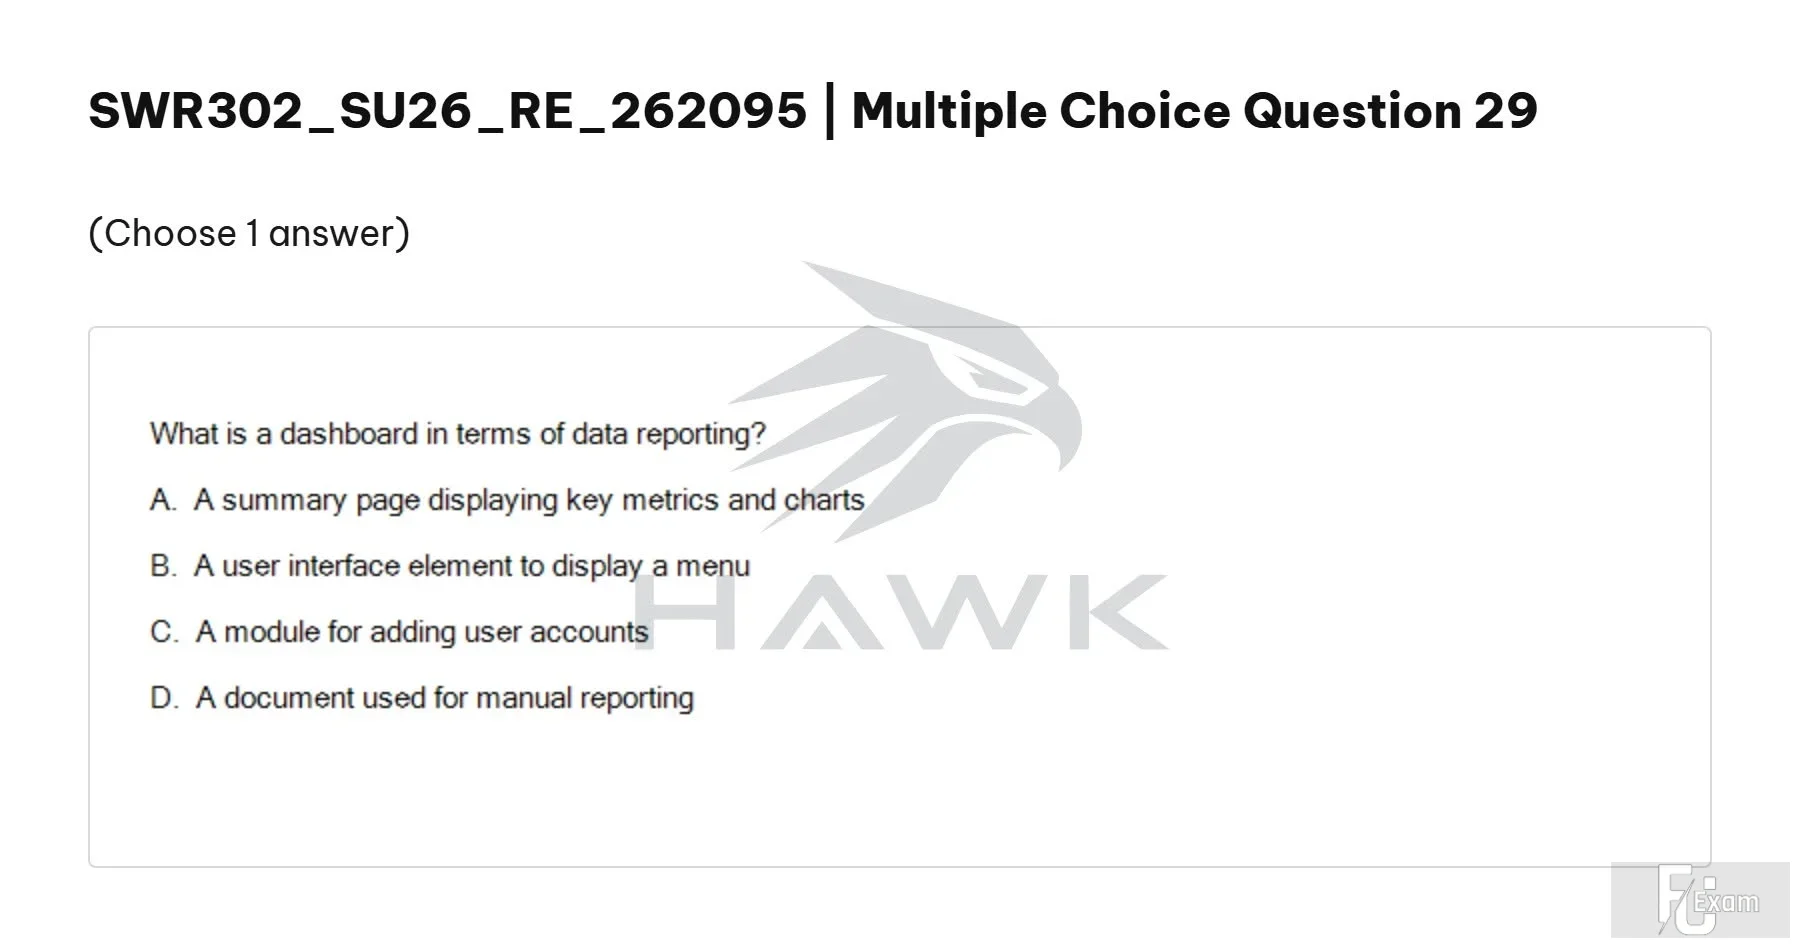 SWR302_SU26_RE_262095 | Multiple Choice Question 29
(Choose 1 answer)
What is a dashboard in terms of data reporting?
A. A summary page displaying key metrics and charts
B. A user interface element to display a menu
C. A module for adding user accounts
D. A document used for manual reporting
HAWK
FU Exam